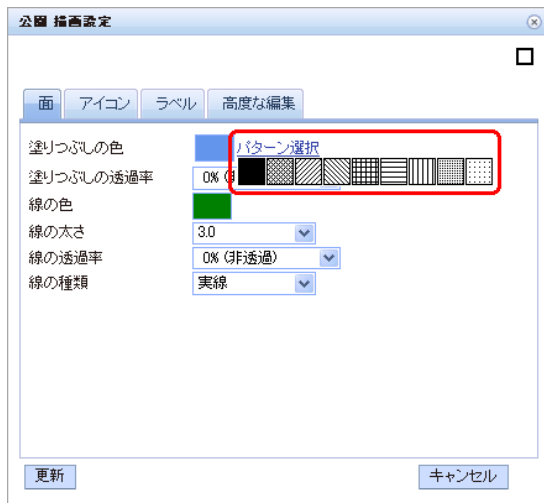 公園 描画設定
面 アイコン ラベル 高度な編集
塗りつぶしの色 パターン選択
塗りつぶしの透過率 0%
線の色
線の太さ 3.0
線の透過率 0% (非透過)
線の種類 実線
更新 キャンセル